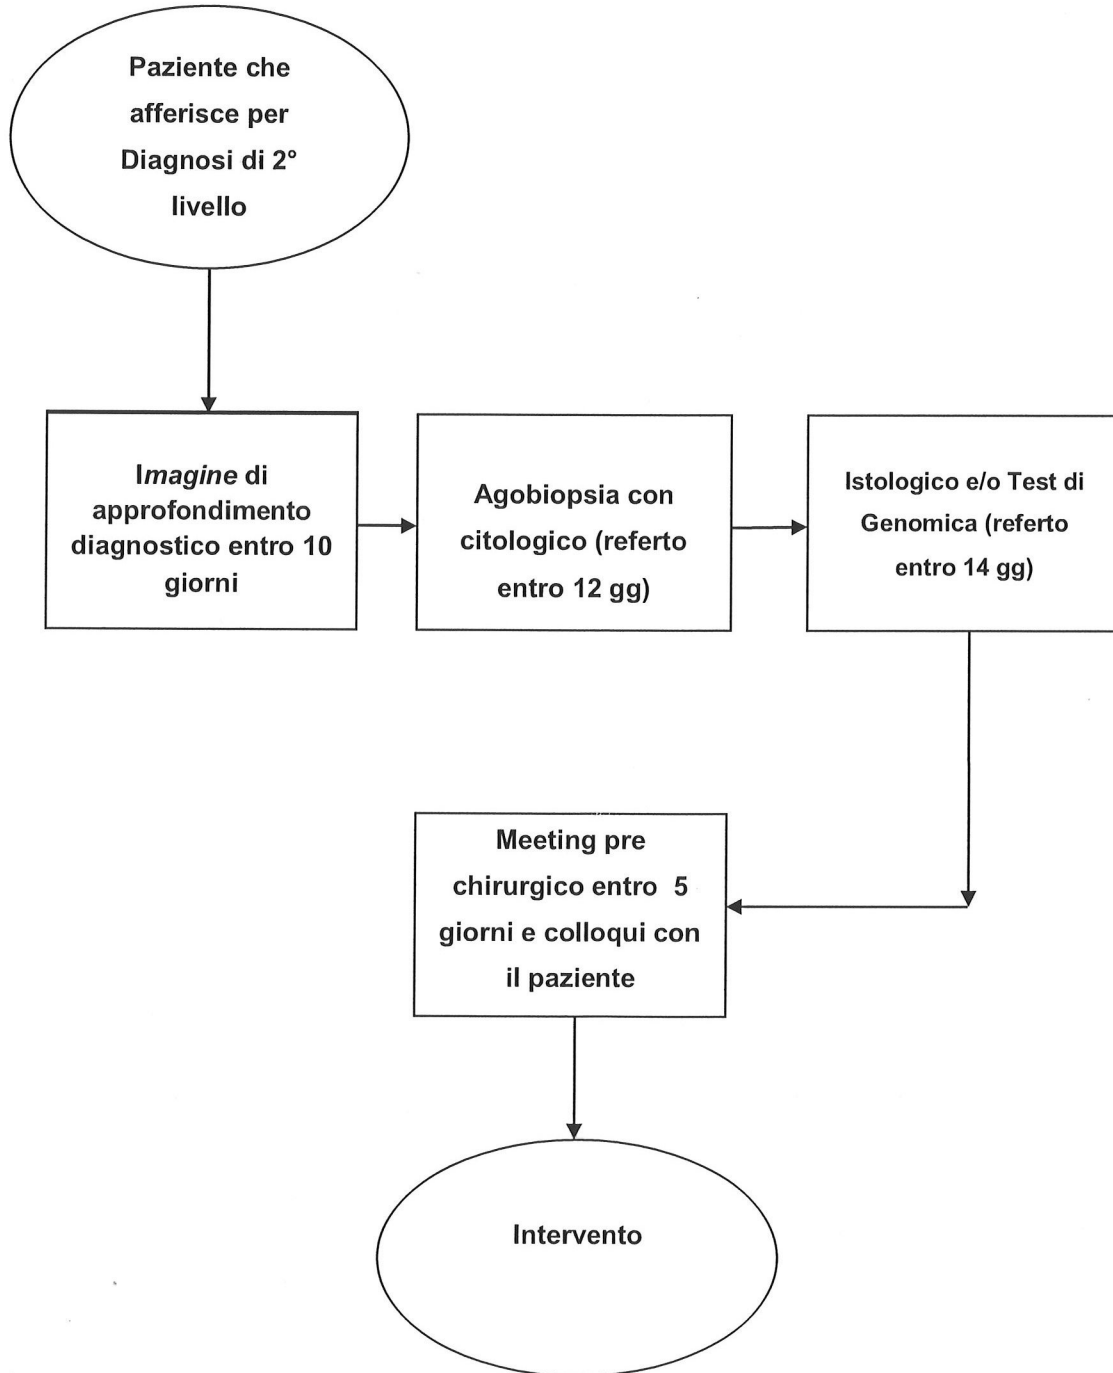 Paziente che
afferisce per
Diagnosi di 2°
livello
Imagine di
approfondimento
diagnostico entro 10
giorni
Agobiopsia con
citologico (referto
entro 12 gg)
Istologico e/o Test di
Genomica (referto
entro 14 gg)
Meeting pre
chirurgico entro 5
giorni e colloqui con
il paziente
Intervento